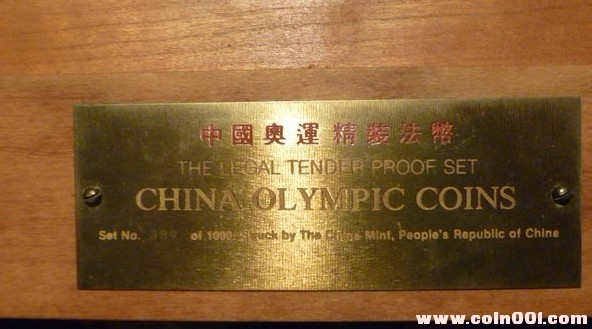 中國奧運精裝法幣
THE LEGAL TENDER PROOF SET
CHINA OLYMPIC COINS
Set No. 389 of 1000. Struck by The China Mint, People's Republic of China
www.coin001.com